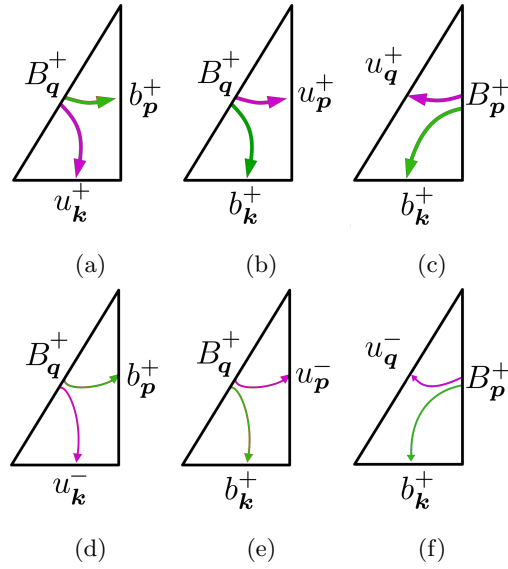 B_q^+ b_p^+ u_k^+
B_q^+ u_p^+ b_k^+
u_q^+ B_p^+ b_k^+
(a) (b) (c)
B_q^+ b_p^+ u_k^-
B_q^+ u_p^- b_k^+
u_q^- B_p^+ b_k^+
(d) (e) (f)